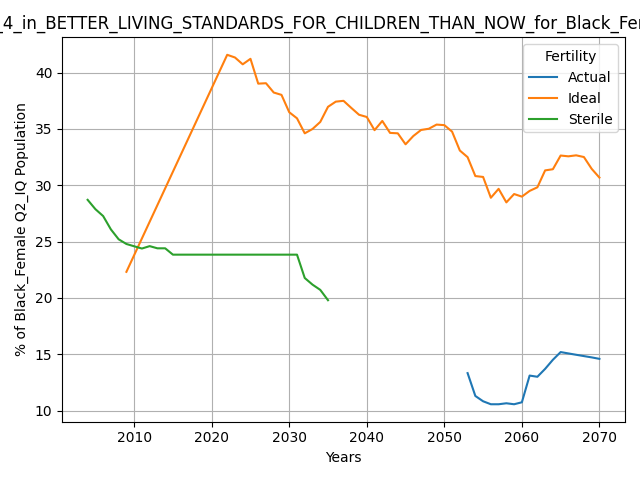 _4_in_BETTER_LIVING_STANDARDS_FOR_CHILDREN_THAN_NOW_for_Black_Fe
Fertility
Actual
Ideal
Sterile
% of Black_Female Q2_IQ Population
40
35
30
25
20
15
10
2010
2020
2030
2040
2050
2060
2070
Years